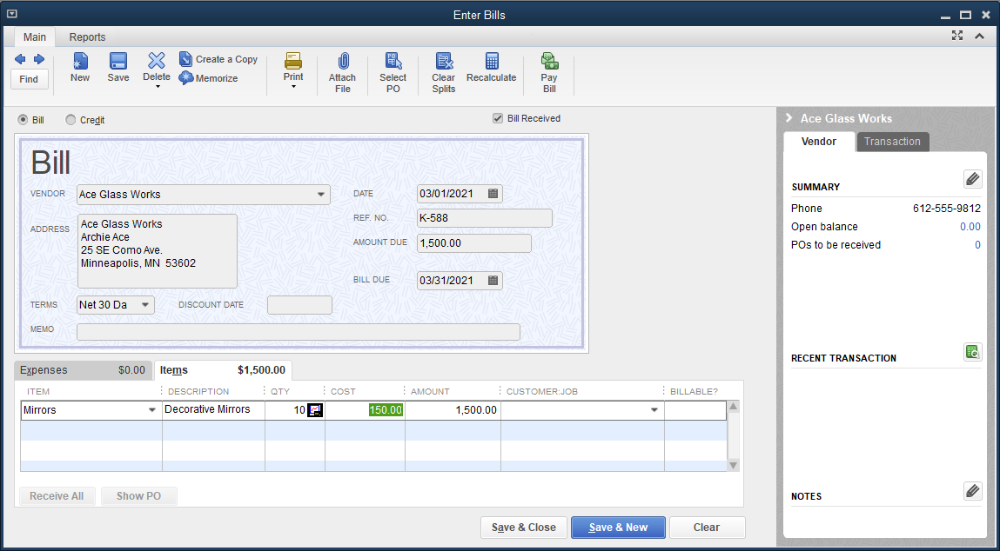 Enter Bills
Main Reports
Find
New
Save
Delete
Create a Copy
Memorize
Print
Attach
File
Select
PO
Clear
Splits
Recalculate
Pay
Bill
Bill Credit Bill Received
Bill
VENDOR Ace Glass Works
ADDRESS
Ace Glass Works
Archie Ace
25 SE Como Ave.
Minneapolis, MN 53602
DATE 03/01/2021
REF. NO. K-588
AMOUNT DUE 1,500.00
BILL DUE 03/31/2021
TERMS Net 30 Da DISCOUNT DATE
MEMO
Expenses $0.00 Items $1,500.00
ITEM DESCRIPTION QTY COST AMOUNT CUSTOMER:JOB BILLABLE?
Mirrors Decorative Mirrors 10 150.00 1,500.00
Receive All Show PO
Save & Close Save & New Clear
Ace Glass Works
Vendor Transaction
SUMMARY
Phone 612-555-9812
Open balance 0.00
POs to be received 0
RECENT TRANSACTION
NOTES